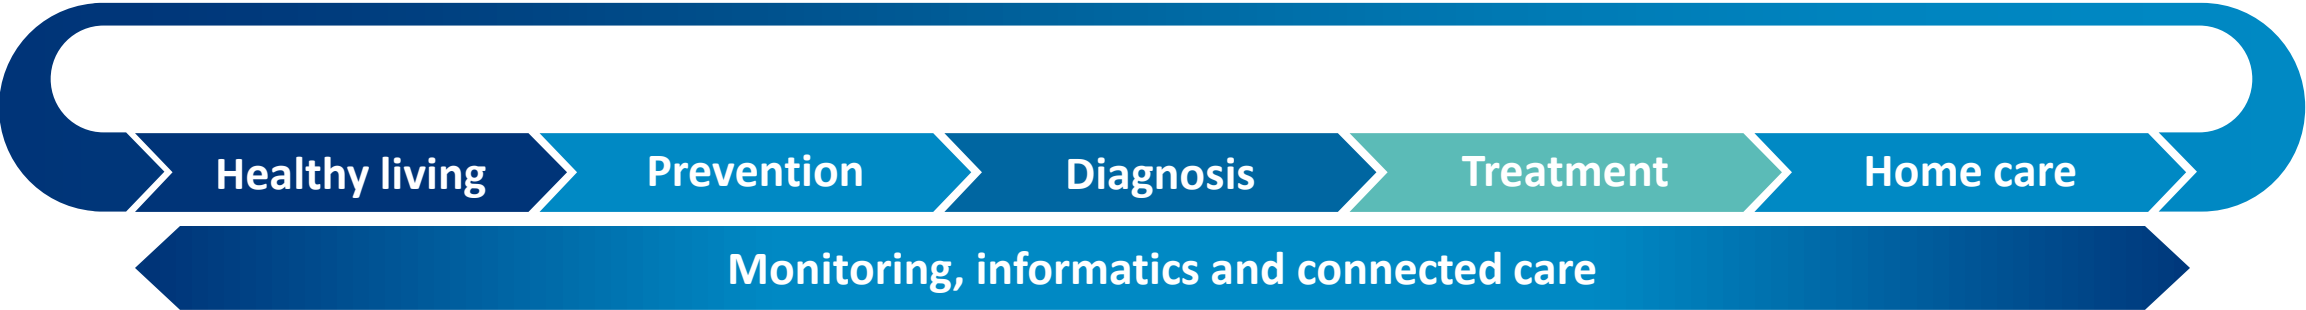 Healthy living
Prevention
Diagnosis
Treatment
Home care
Monitoring, informatics and connected care